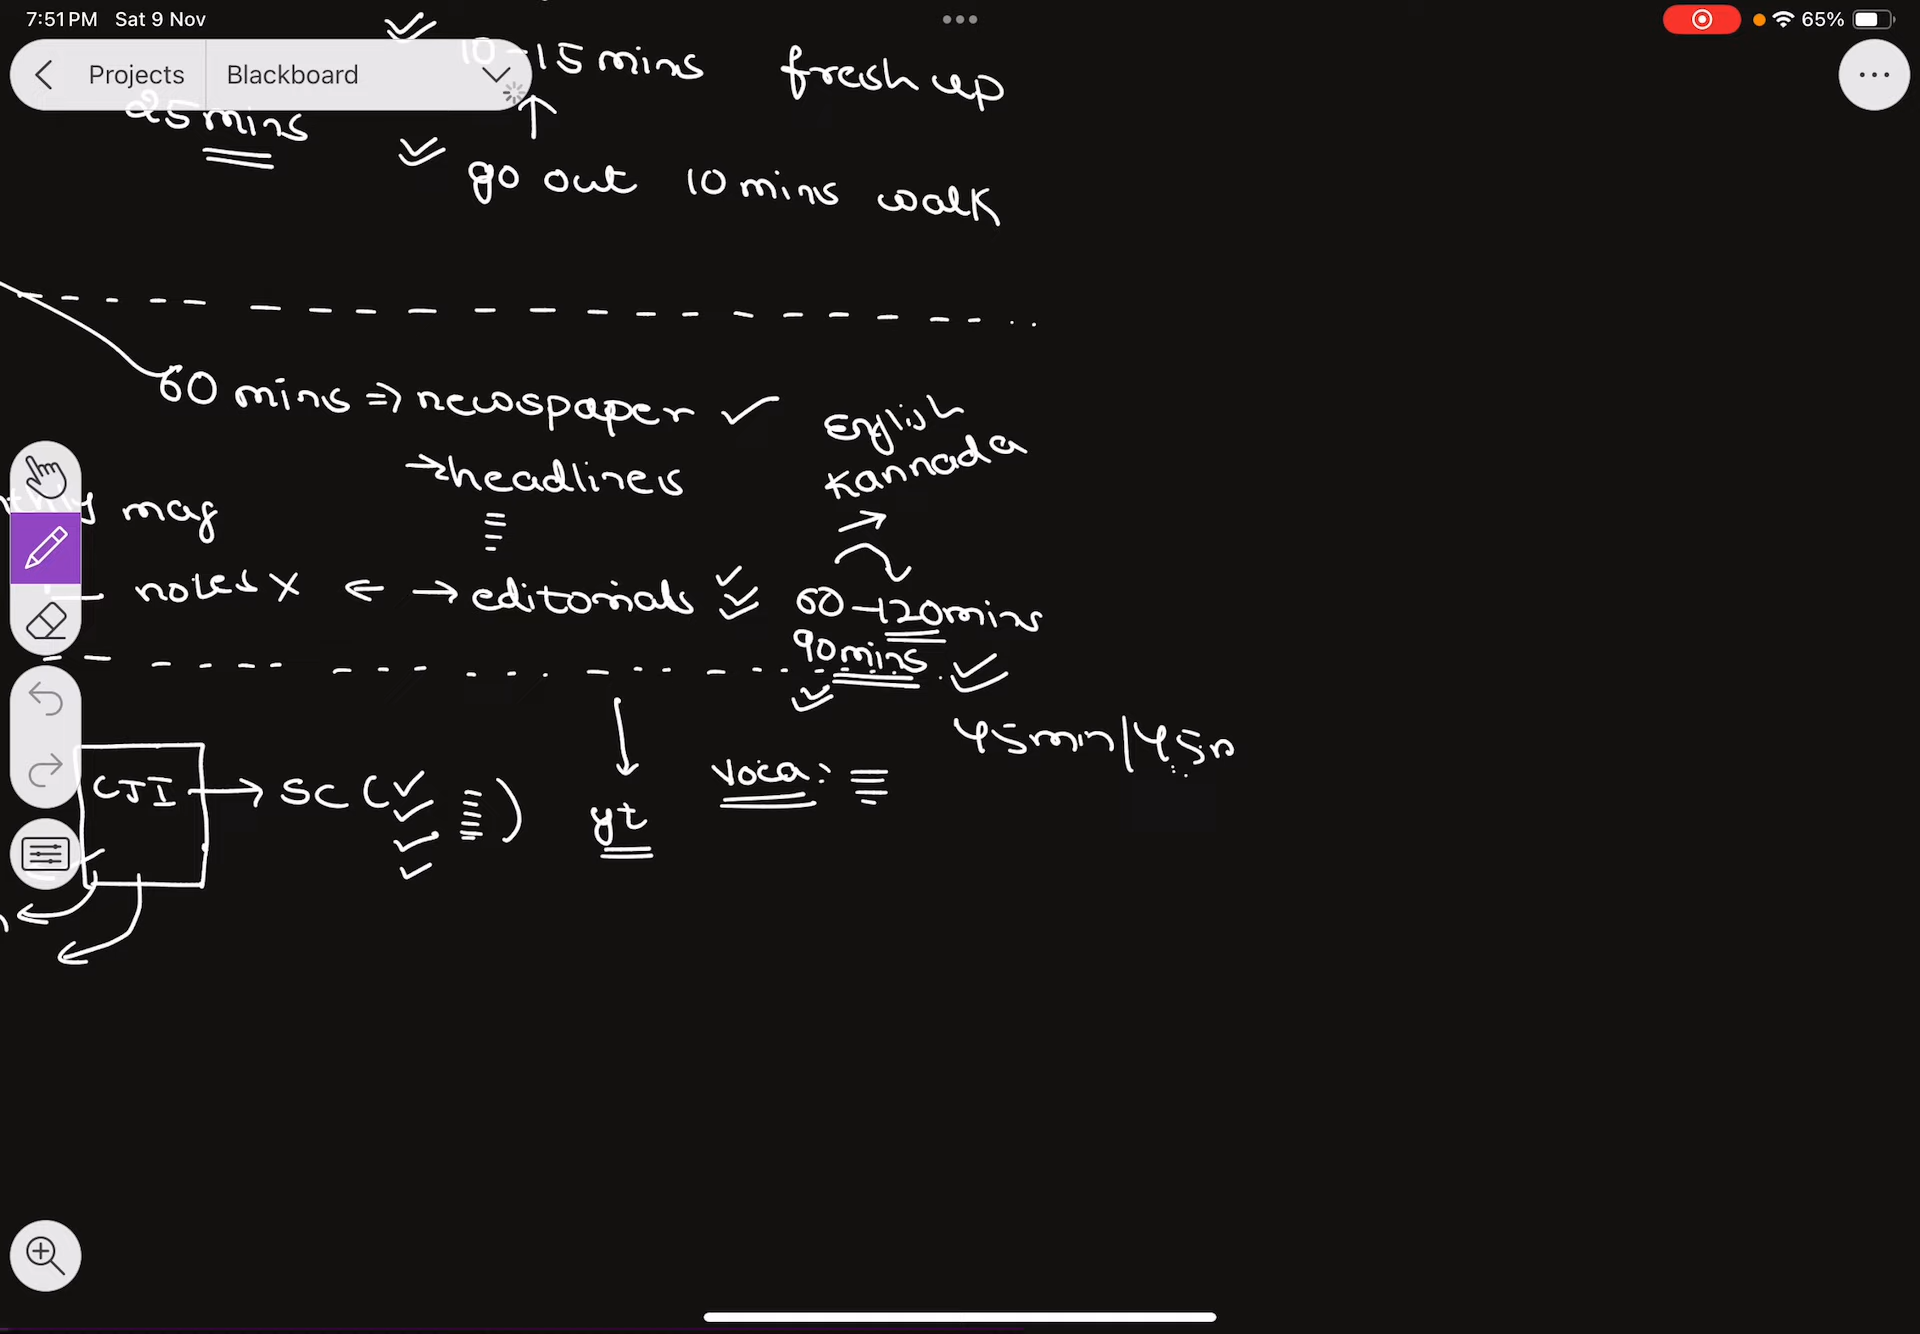 7:51 PM Sat 9 Nov
65%
Projects
Blackboard
10-15 mins fresh up
25 mins
go out 10 mins walk
60 mins ⇒ newspaper ✓ English
Kannada
→ headlines
mag
notes X ← → editorials 60-120 mins
90 mins
45 min | 45 m
CJI → SC (✓ )
yt
Voca: